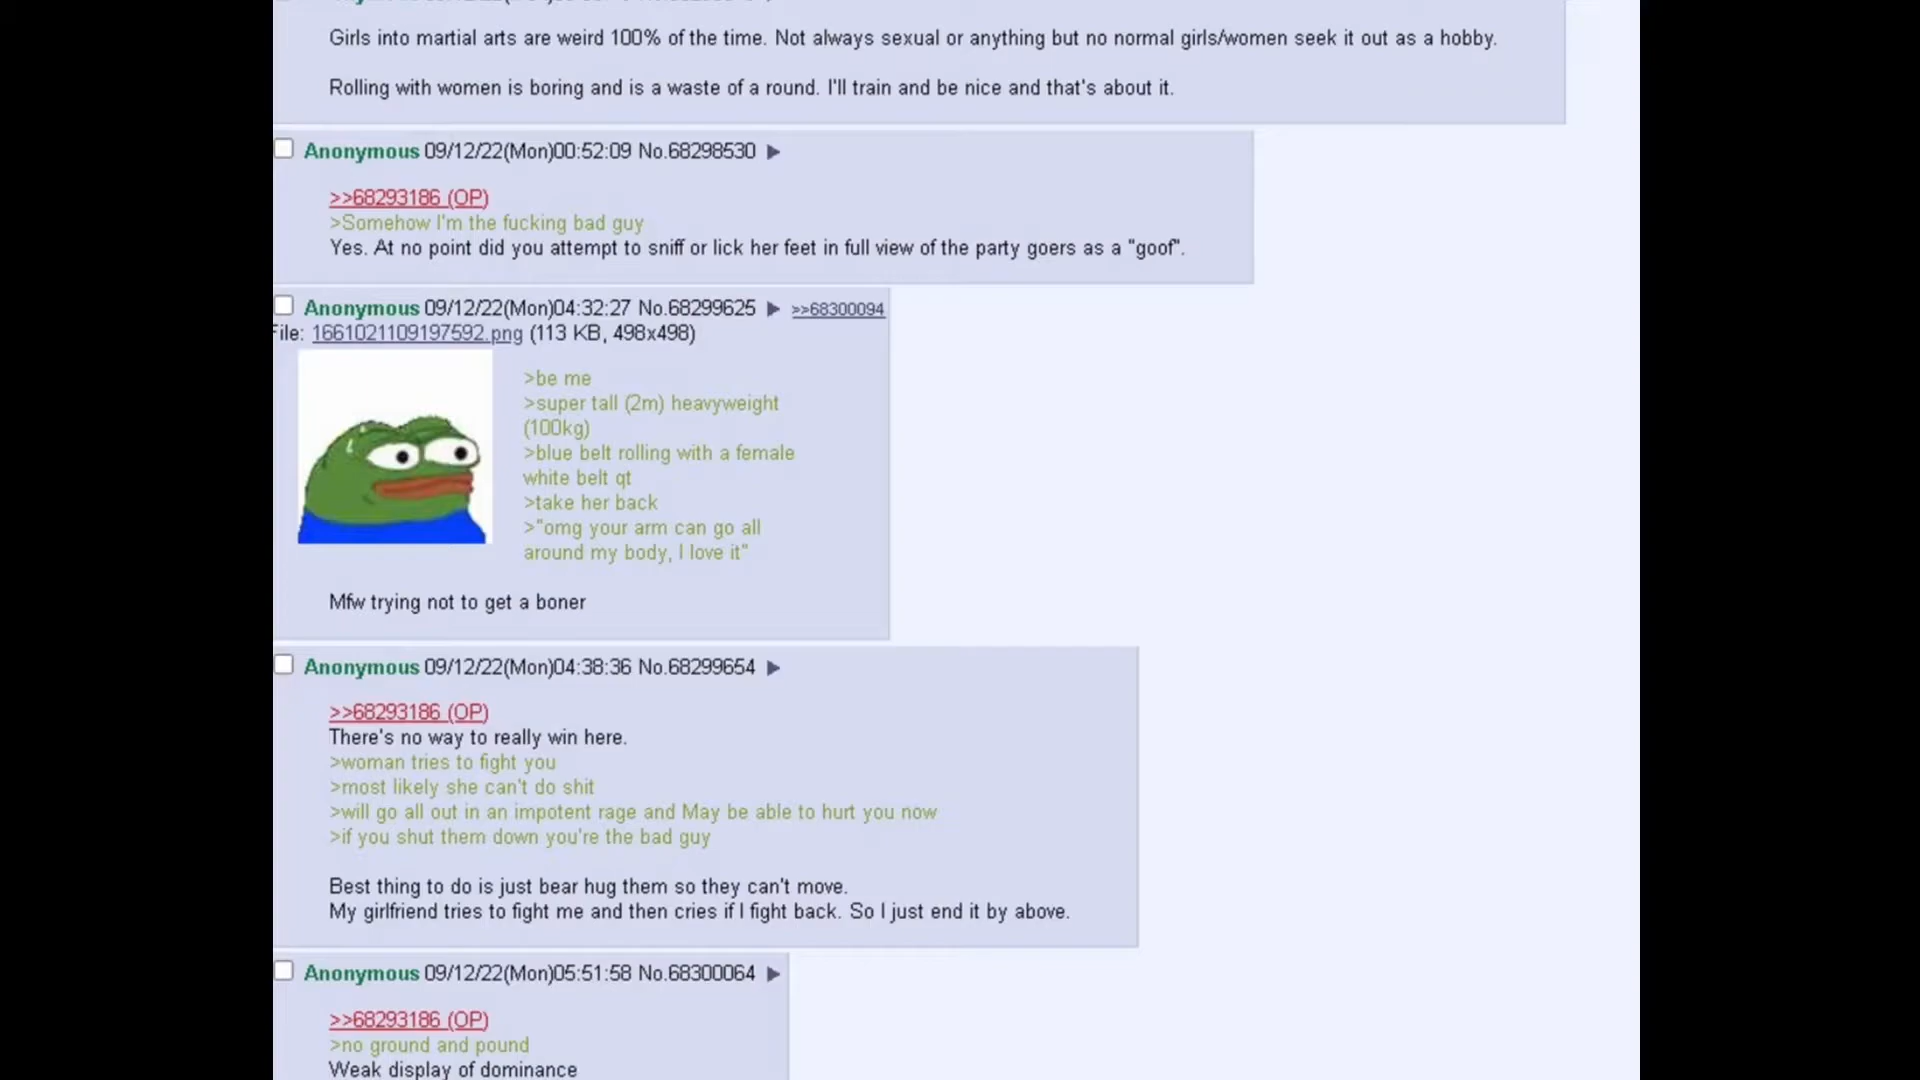 Girls into martial arts are weird 100% of the time. Not always sexual or anything but no normal girls/women seek it out as a hobby.
Rolling with women is boring and is a waste of a round. I'll train and be nice and that's about it.
Anonymous 09/12/22(Mon)00:52:09 No.68298530 ▶
>>68293186 (OP)
>Somehow I'm the fucking bad guy
Yes. At no point did you attempt to sniff or lick her feet in full view of the party goers as a "goof".
Anonymous 09/12/22(Mon)04:32:27 No.68299625 ▶ >>68300094
File: 1661021109197592.png (113 KB, 498x498)
>be me
>super tall (2m) heavyweight
(100kg)
>blue belt rolling with a female
white belt qt
>take her back
>"omg your arm can go all
around my body, I love it"
Mfw trying not to get a boner
Anonymous 09/12/22(Mon)04:38:36 No.68299654 ▶
>>68293186 (OP)
There's no way to really win here.
>woman tries to fight you
>most likely she can't do shit
>will go all out in an impotent rage and May be able to hurt you now
>if you shut them down you're the bad guy
Best thing to do is just bear hug them so they can't move.
My girlfriend tries to fight me and then cries if I fight back. So I just end it by above.
Anonymous 09/12/22(Mon)05:51:58 No.68300064 ▶
>>68293186 (OP)
>no ground and pound
Weak display of dominance